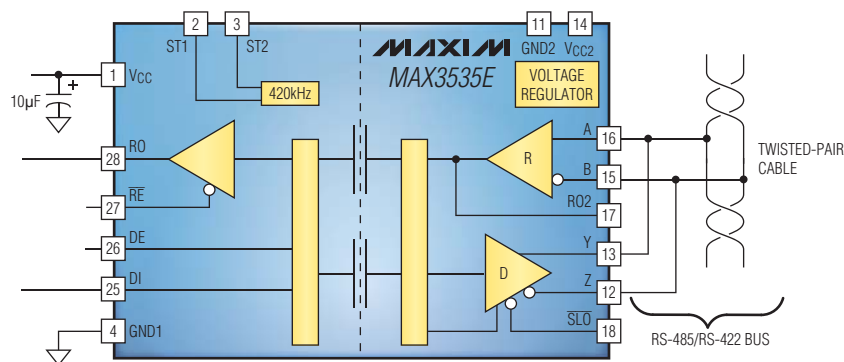 2
3
11
14
ST1
ST2
GND2
VCC2
MAXIM
MAX3535E
1
VCC
+
10µF
420kHz
VOLTAGE
REGULATOR
RO
28
A
16
R
B
15
TWISTED-PAIR
CABLE
RE
27
RO2
17
DE
26
Y
13
DI
25
D
Z
12
4
GND1
SLO
18
RS-485/RS-422 BUS